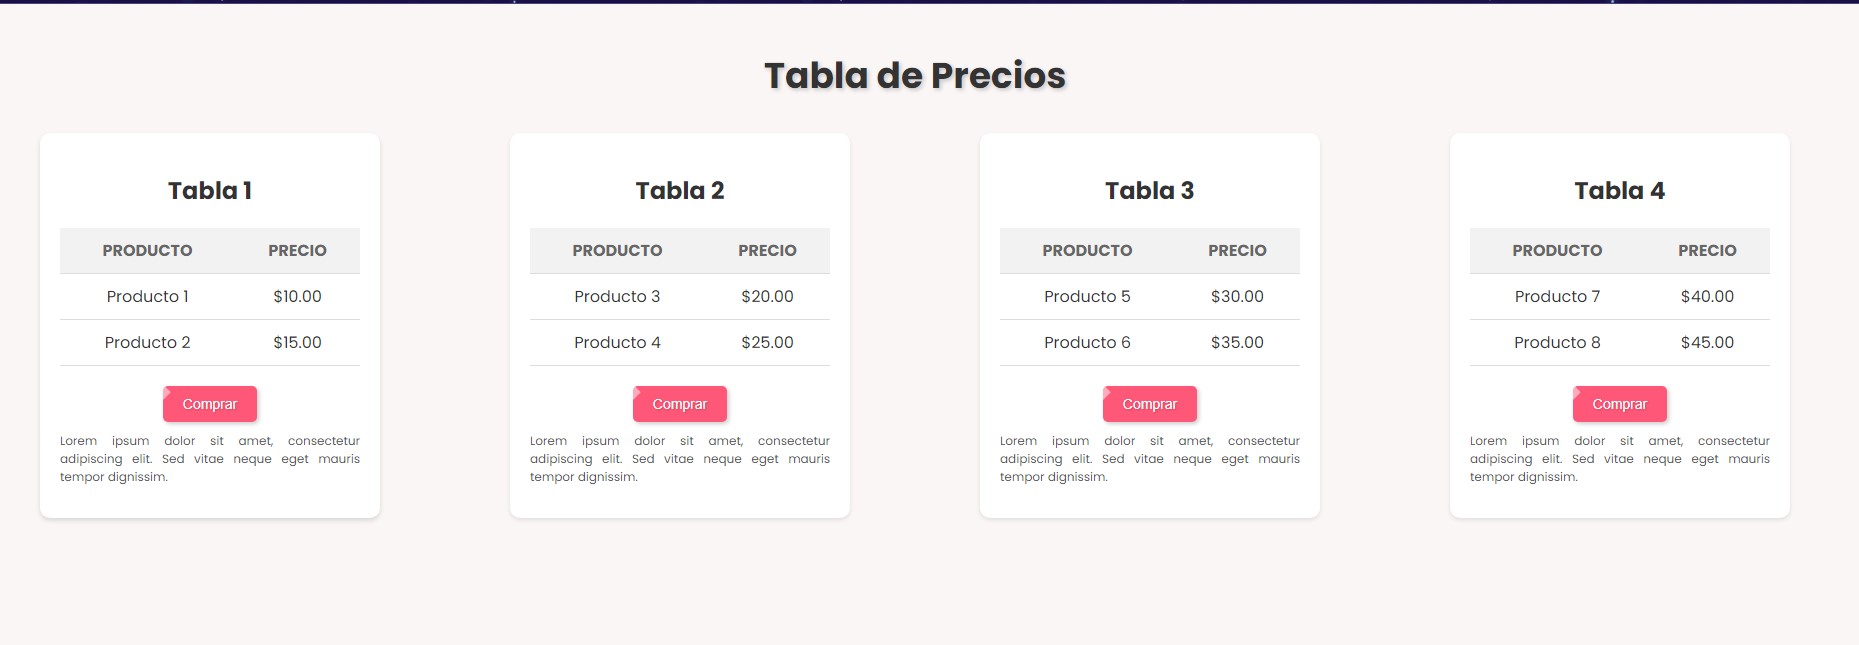 Tabla de Precios
Tabla 1
PRODUCTO PRECIO
Producto 1 $10.00
Producto 2 $15.00
Comprar
Lorem ipsum dolor sit amet, consectetur
adipiscing elit. Sed vitae neque eget mauris
tempor dignissim.
Tabla 2
PRODUCTO PRECIO
Producto 3 $20.00
Producto 4 $25.00
Comprar
Lorem ipsum dolor sit amet, consectetur
adipiscing elit. Sed vitae neque eget mauris
tempor dignissim.
Tabla 3
PRODUCTO PRECIO
Producto 5 $30.00
Producto 6 $35.00
Comprar
Lorem ipsum dolor sit amet, consectetur
adipiscing elit. Sed vitae neque eget mauris
tempor dignissim.
Tabla 4
PRODUCTO PRECIO
Producto 7 $40.00
Producto 8 $45.00
Comprar
Lorem ipsum dolor sit amet, consectetur
adipiscing elit. Sed vitae neque eget mauris
tempor dignissim.